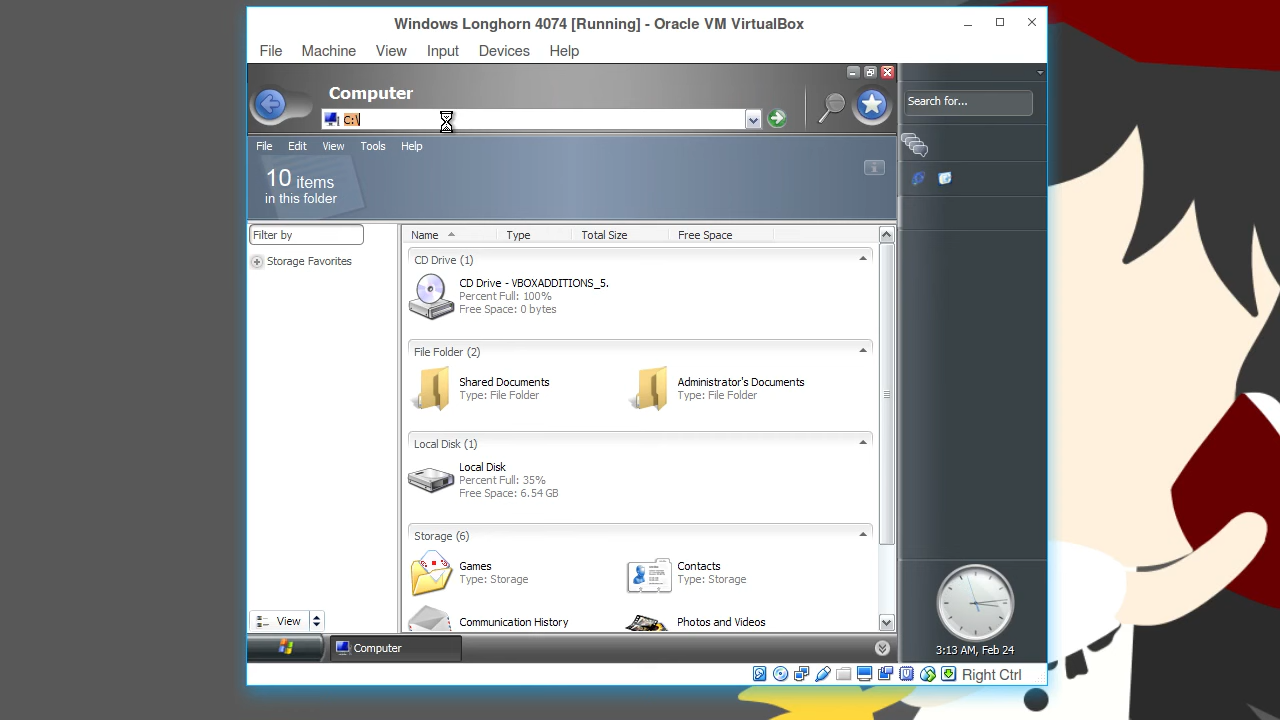 Windows Longhorn 4074 [Running] - Oracle VM VirtualBox
File Machine View Input Devices Help
Computer
C:\
Search for...
File Edit View Tools Help
10 items
in this folder
Filter by
Storage Favorites
Name Type Total Size Free Space
CD Drive (1)
CD Drive - VBOXADDITIONS_5.
Percent Full: 100%
Free Space: 0 bytes
File Folder (2)
Shared Documents
Type: File Folder
Administrator's Documents
Type: File Folder
Local Disk (1)
Local Disk
Percent Full: 35%
Free Space: 6.54 GB
Storage (6)
Games
Type: Storage
Contacts
Type: Storage
Communication History
Photos and Videos
View
Computer
3:13 AM, Feb 24
Right Ctrl